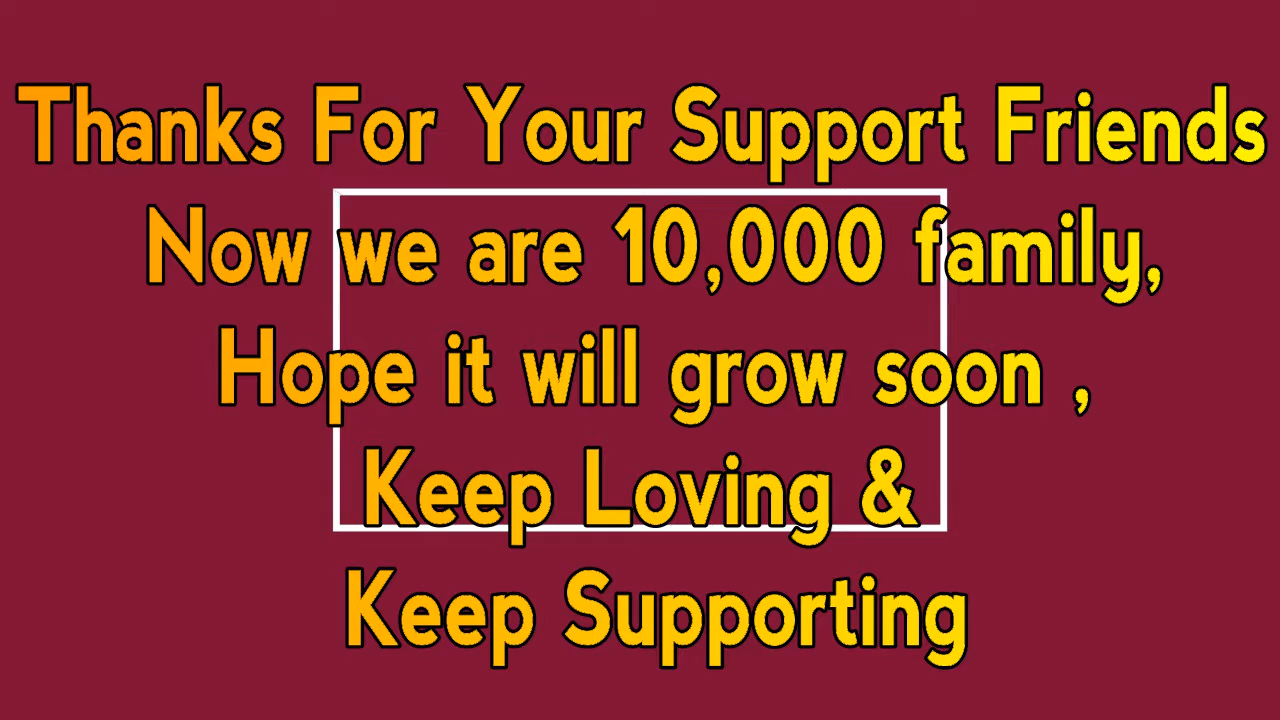 Thanks For Your Support Friends
Now we are 10,000 family,
Hope it will grow soon ,
Keep Loving &
Keep Supporting